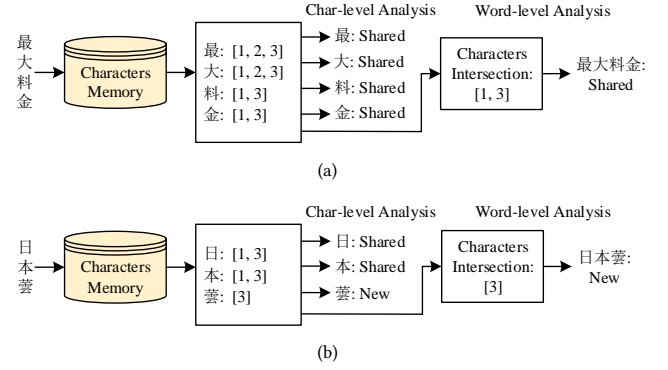 Char-level Analysis Word-level Analysis
最大料金
Characters
Memory
最: [1, 2, 3]
大: [1, 2, 3]
料: [1, 3]
金: [1, 3]
最: Shared
大: Shared
料: Shared
金: Shared
Characters
Intersection:
[1, 3]
最大料金:
Shared
(a)
Char-level Analysis Word-level Analysis
日本蕓
Characters
Memory
日: [1, 3]
本: [1, 3]
蕓: [3]
日: Shared
本: Shared
蕓: New
Characters
Intersection:
[3]
日本蕓:
New
(b)